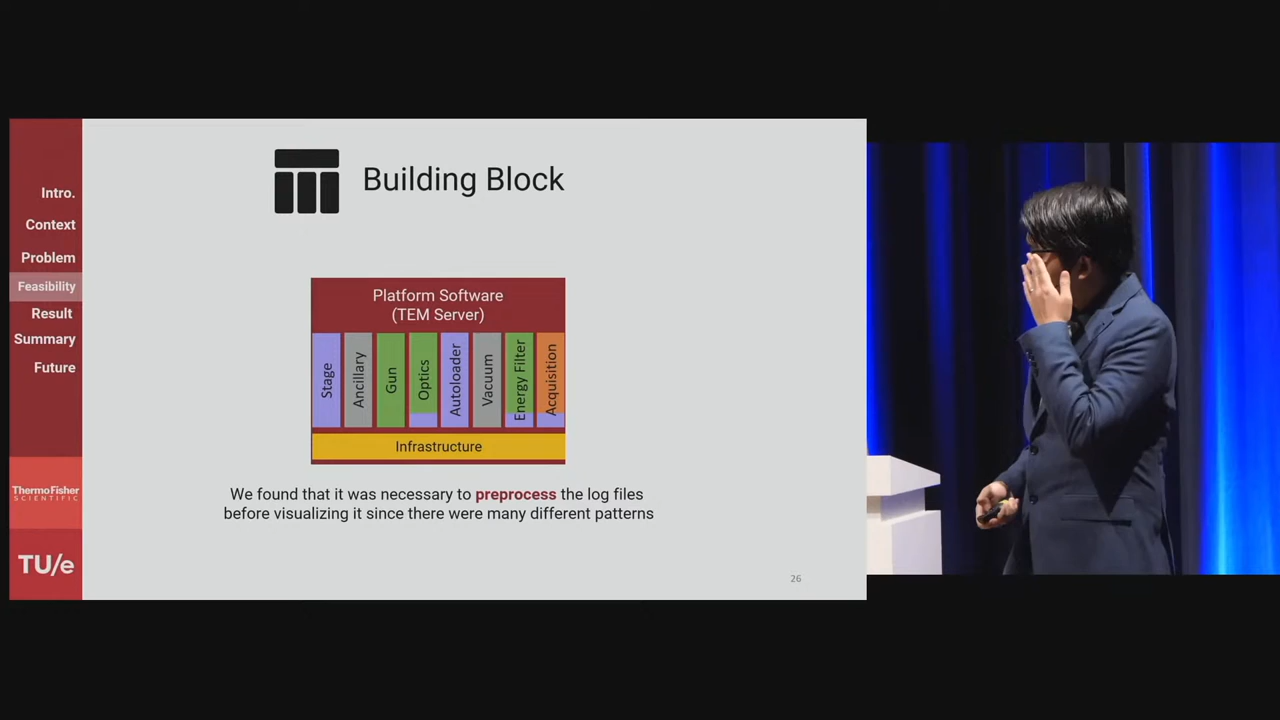 Building Block
Intro.
Context
Problem
Feasibility
Result
Summary
Future
ThermoFisher
SCIENTIFIC
TU/e
Platform Software
(TEM Server)
Stage
Ancillary
Gun
Optics
Autoloader
Vacuum
Energy Filter
Acquisition
Infrastructure
We found that it was necessary to preprocess the log files
before visualizing it since there were many different patterns
26